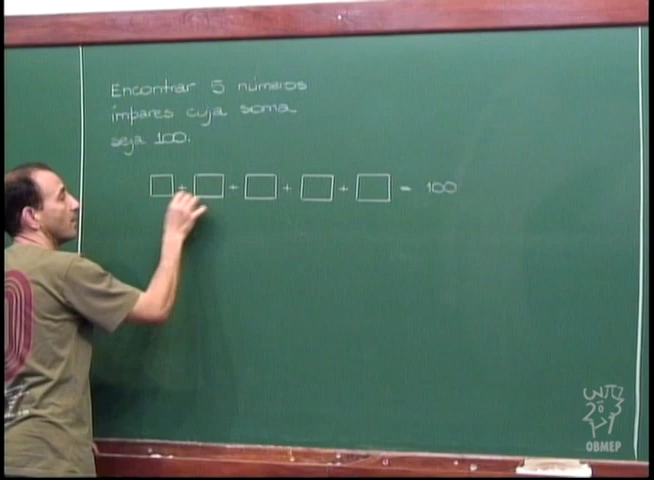 Encontrar 5 números
ímpares cuja soma
seja 100.
□ + □ + □ + □ + □ = 100
OBMEP